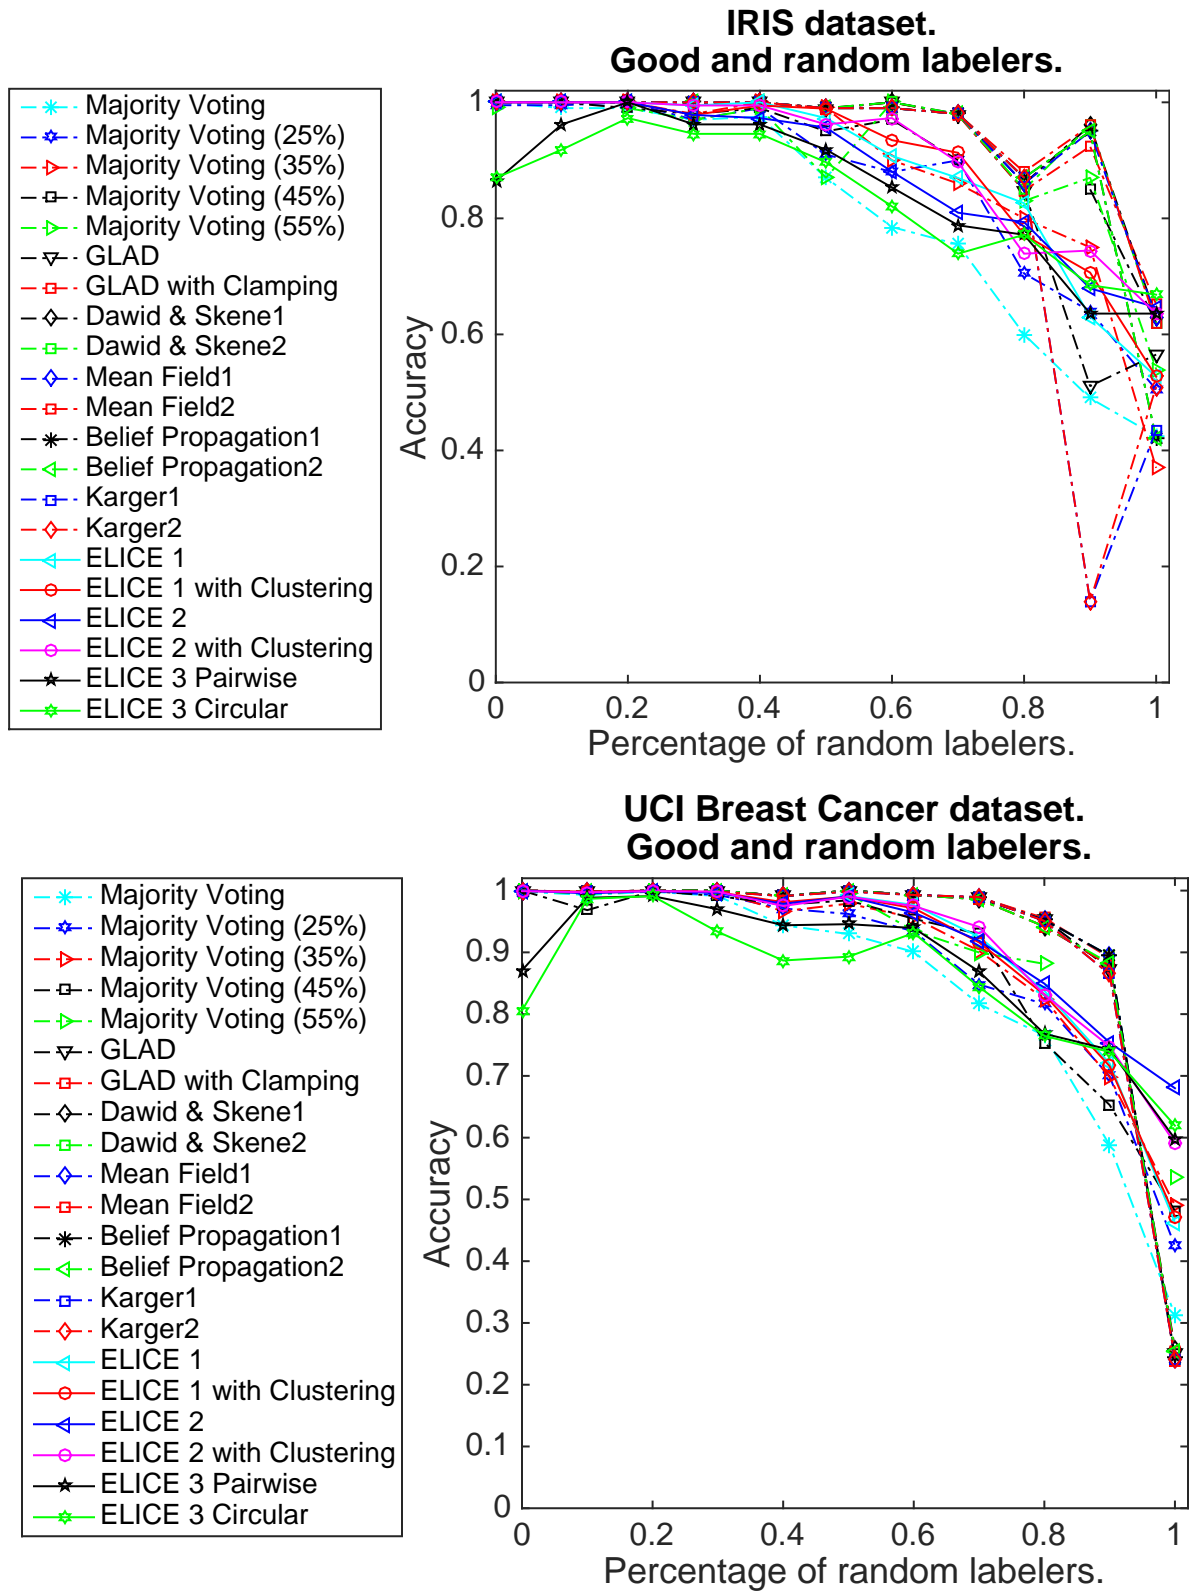 IRIS dataset.
Good and random labelers.
Majority Voting
Majority Voting (25%)
Majority Voting (35%)
Majority Voting (45%)
Majority Voting (55%)
GLAD
GLAD with Clamping
Dawid & Skene1
Dawid & Skene2
Mean Field1
Mean Field2
Belief Propagation1
Belief Propagation2
Karger1
Karger2
ELICE 1
ELICE 1 with Clustering
ELICE 2
ELICE 2 with Clustering
ELICE 3 Pairwise
ELICE 3 Circular
Accuracy
1
0.8
0.6
0.4
0.2
0
0 0.2 0.4 0.6 0.8 1
Percentage of random labelers.
UCI Breast Cancer dataset.
Good and random labelers.
Majority Voting
Majority Voting (25%)
Majority Voting (35%)
Majority Voting (45%)
Majority Voting (55%)
GLAD
GLAD with Clamping
Dawid & Skene1
Dawid & Skene2
Mean Field1
Mean Field2
Belief Propagation1
Belief Propagation2
Karger1
Karger2
ELICE 1
ELICE 1 with Clustering
ELICE 2
ELICE 2 with Clustering
ELICE 3 Pairwise
ELICE 3 Circular
Accuracy
1
0.9
0.8
0.7
0.6
0.5
0.4
0.3
0.2
0.1
0
0 0.2 0.4 0.6 0.8 1
Percentage of random labelers.